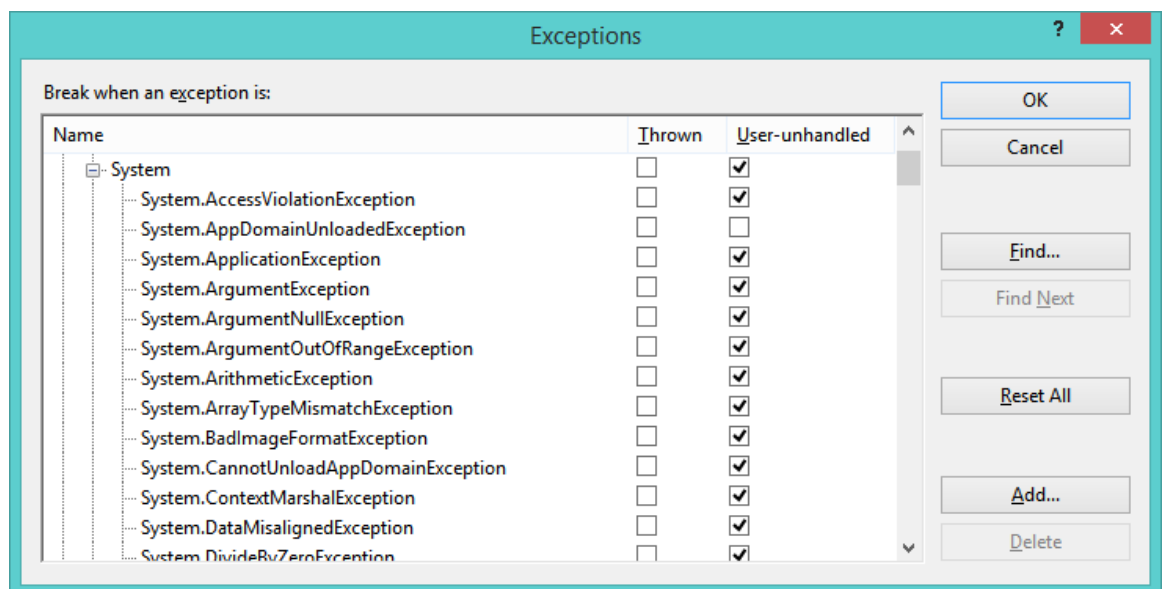 Exceptions
?
Break when an exception is:
OK
Name Thrown User-unhandled
Cancel
System
System.AccessViolationException
System.AppDomainUnloadedException
System.ApplicationException
Find...
System.ArgumentException
Find Next
System.ArgumentNullException
System.ArgumentOutOfRangeException
System.ArithmeticException
Reset All
System.ArrayTypeMismatchException
System.BadImageFormatException
System.CannotUnloadAppDomainException
System.ContextMarshalException
Add...
System.DataMisalignedException
Delete
System.DivideByZeroException